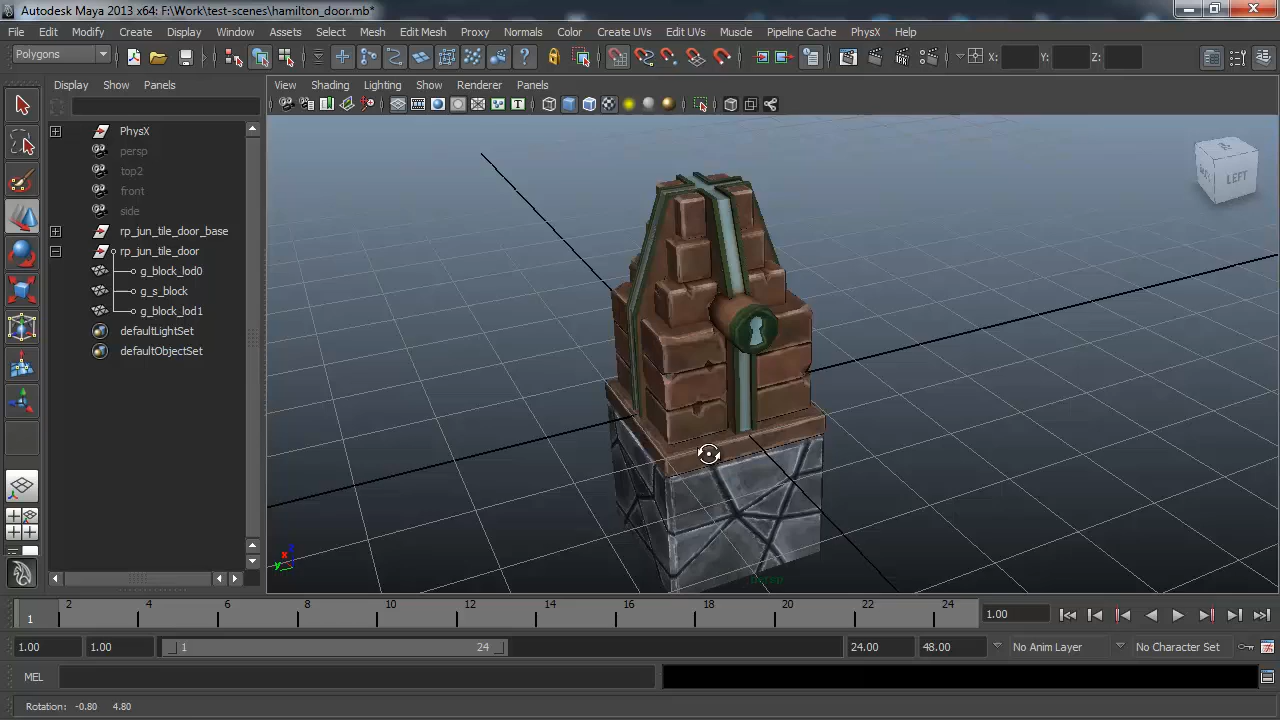 Autodesk Maya 2013 x64: F:\Work\test-scenes\hamilton_door.mb*
File Edit Modify Create Display Window Assets Select Mesh Edit Mesh Proxy Normals Color Create UVs Edit UVs Muscle Pipeline Cache PhysX Help
Polygons X: Y: Z:
Display Show Panels
View Shading Lighting Show Renderer Panels
PhysX
persp
top2
front
side
rp_jun_tile_door_base
rp_jun_tile_door
g_block_lod0
g_s_block
g_block_lod1
defaultLightSet
defaultObjectSet
LEFT
x
y
persp
1 2 4 6 8 10 12 14 16 18 20 22 24 1.00
1.00 1.00 1 24 24.00 48.00 No Anim Layer No Character Set
MEL
Rotation: -0.80 4.80